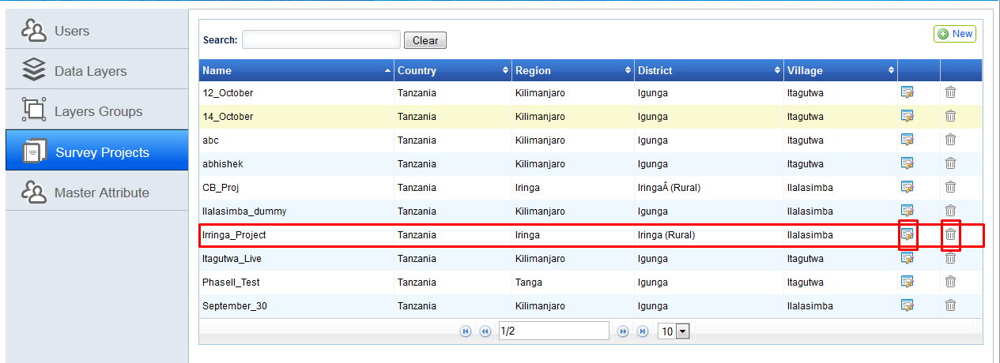 Users
Data Layers
Layers Groups
Survey Projects
Master Attribute
Search: Clear New
Name Country Region District Village
12_October Tanzania Kilimanjaro Igunga Itagutwa
14_October Tanzania Kilimanjaro Igunga Itagutwa
abc Tanzania Kilimanjaro Igunga Itagutwa
abhishek Tanzania Kilimanjaro Igunga Itagutwa
CB_Proj Tanzania Iringa IringaÂ (Rural) Ilalasimba
Ilalasimba_dummy Tanzania Kilimanjaro Igunga Ilalasimba
Irringa_Project Tanzania Iringa Iringa (Rural) Ilalasimba
Itagutwa_Live Tanzania Kilimanjaro Igunga Itagutwa
Phasell_Test Tanzania Tanga Igunga Itagutwa
September_30 Tanzania Kilimanjaro Igunga Ilalasimba
1/2 10